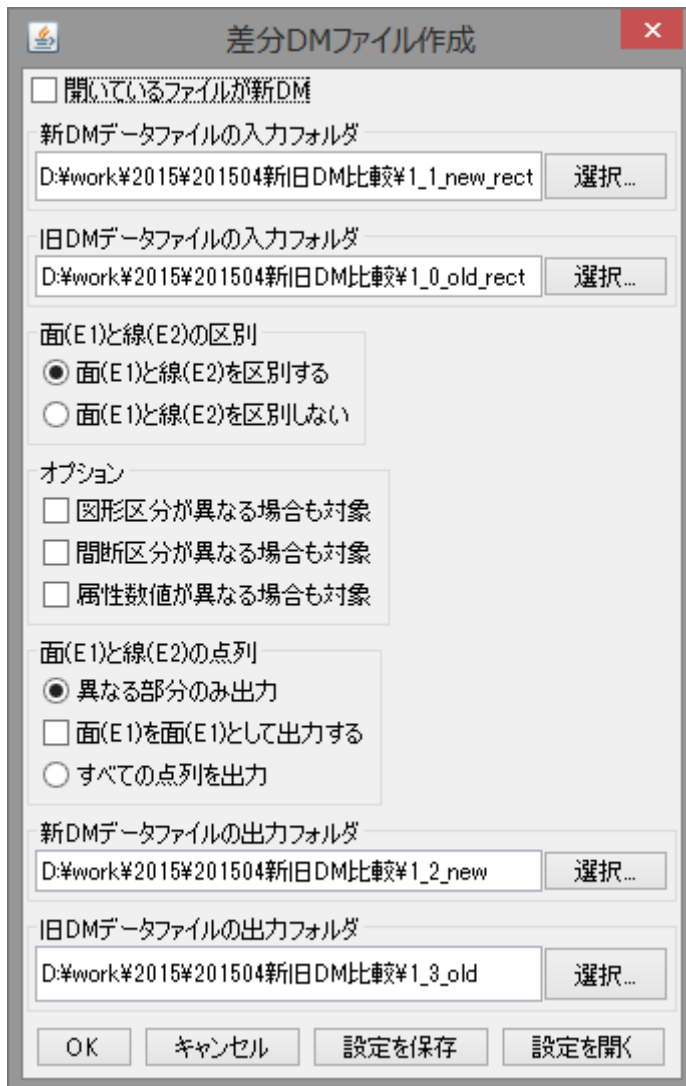 差分DMファイル作成
開いているファイルが新DM
新DMデータファイルの入力フォルダ
D:¥work¥2015¥201504新旧DM比較¥1_1_new_rect 選択...
旧DMデータファイルの入力フォルダ
D:¥work¥2015¥201504新旧DM比較¥1_0_old_rect 選択...
面(E1)と線(E2)の区別
面(E1)と線(E2)を区別する
面(E1)と線(E2)を区別しない
オプション
図形区分が異なる場合も対象
間断区分が異なる場合も対象
属性数値が異なる場合も対象
面(E1)と線(E2)の点列
異なる部分のみ出力
面(E1)を面(E1)として出力する
すべての点列を出力
新DMデータファイルの出力フォルダ
D:¥work¥2015¥201504新旧DM比較¥1_2_new 選択...
旧DMデータファイルの出力フォルダ
D:¥work¥2015¥201504新旧DM比較¥1_3_old 選択...
OK キャンセル 設定を保存 設定を開く